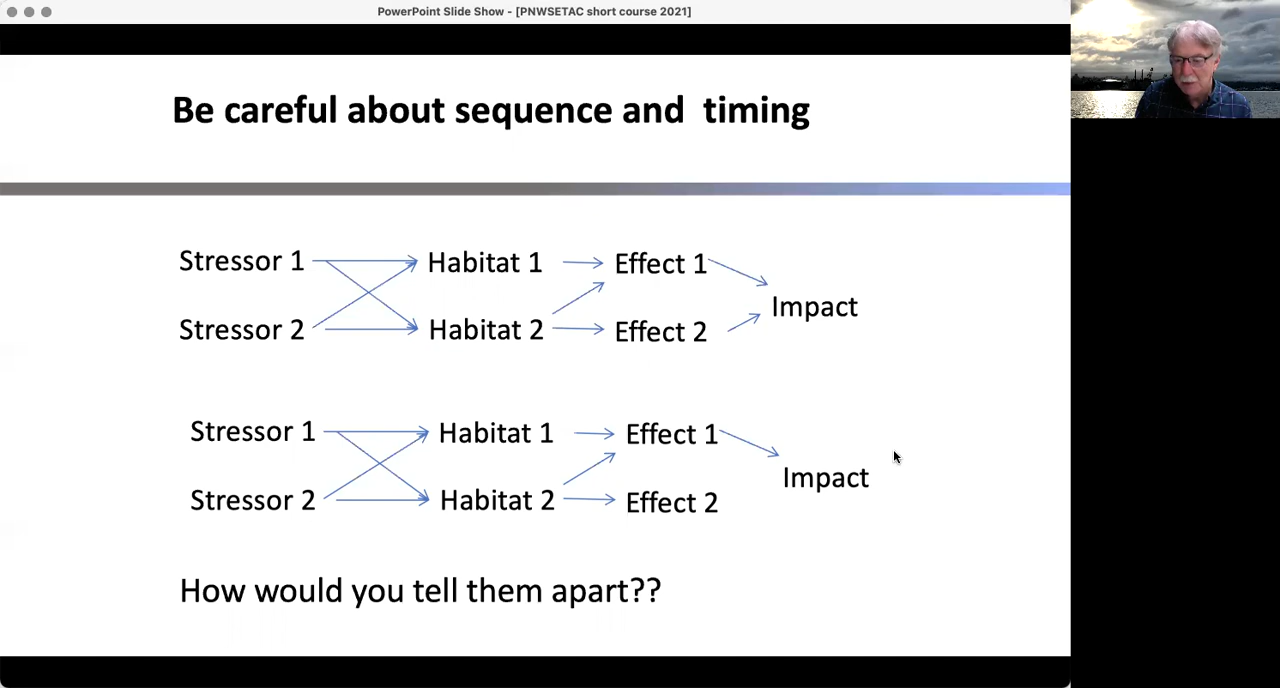 PowerPoint Slide Show - [PNWSETAC short course 2021]
Be careful about sequence and timing
Stressor 1 Habitat 1 Effect 1
Impact
Stressor 2 Habitat 2 Effect 2
Stressor 1 Habitat 1 Effect 1
Impact
Stressor 2 Habitat 2 Effect 2
How would you tell them apart??